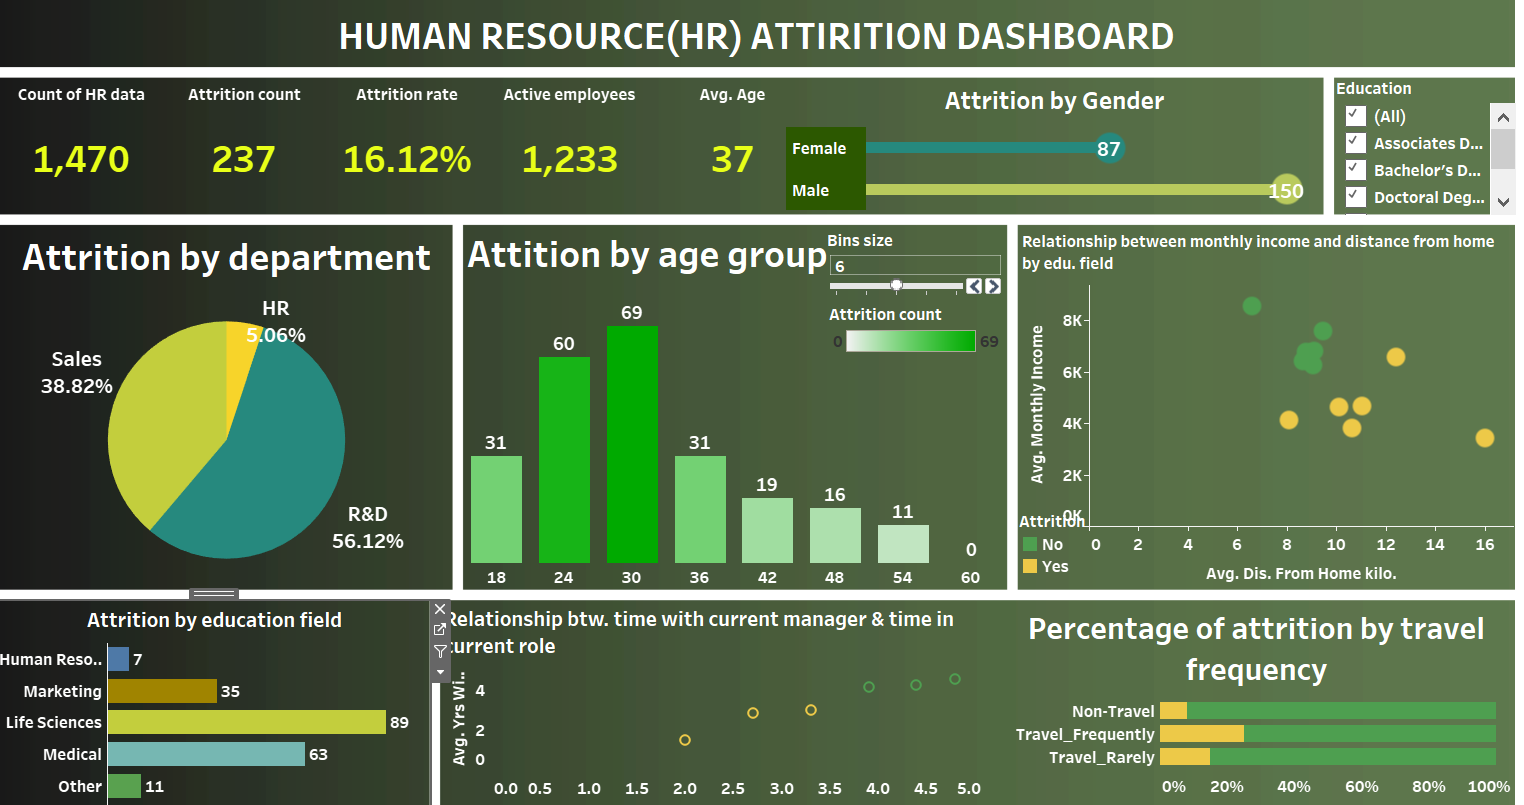 HUMAN RESOURCE(HR) ATTIRITION DASHBOARD
Count of HR data
1,470
Attrition count
237
Attrition rate
16.12%
Active employees
1,233
Avg. Age
37
Attrition by Gender
Female
87
Male
150
Education
(All)
Associates D...
Bachelor's D...
Doctoral Deg...
Attrition by department
HR
5.06%
Sales
38.82%
R&D
56.12%
Attition by age group
Bins size
6
Attrition count
0 69
31 60 69 31 19 16 11 0
18 24 30 36 42 48 54 60
Relationship between monthly income and distance from home
by edu. field
Avg. Monthly Income
8K
6K
4K
2K
0K
Attrition
No
Yes
0 2 4 6 8 10 12 14 16
Avg. Dis. From Home kilo.
Attrition by education field
Human Reso.. 7
Marketing 35
Life Sciences 89
Medical 63
Other 11
Relationship btw. time with current manager & time in
current role
Avg. Yrs Wi..
4
2
0
0.0 0.5 1.0 1.5 2.0 2.5 3.0 3.5 4.0 4.5 5.0
Percentage of attrition by travel
frequency
Non-Travel
Travel_Frequently
Travel_Rarely
0% 20% 40% 60% 80% 100%